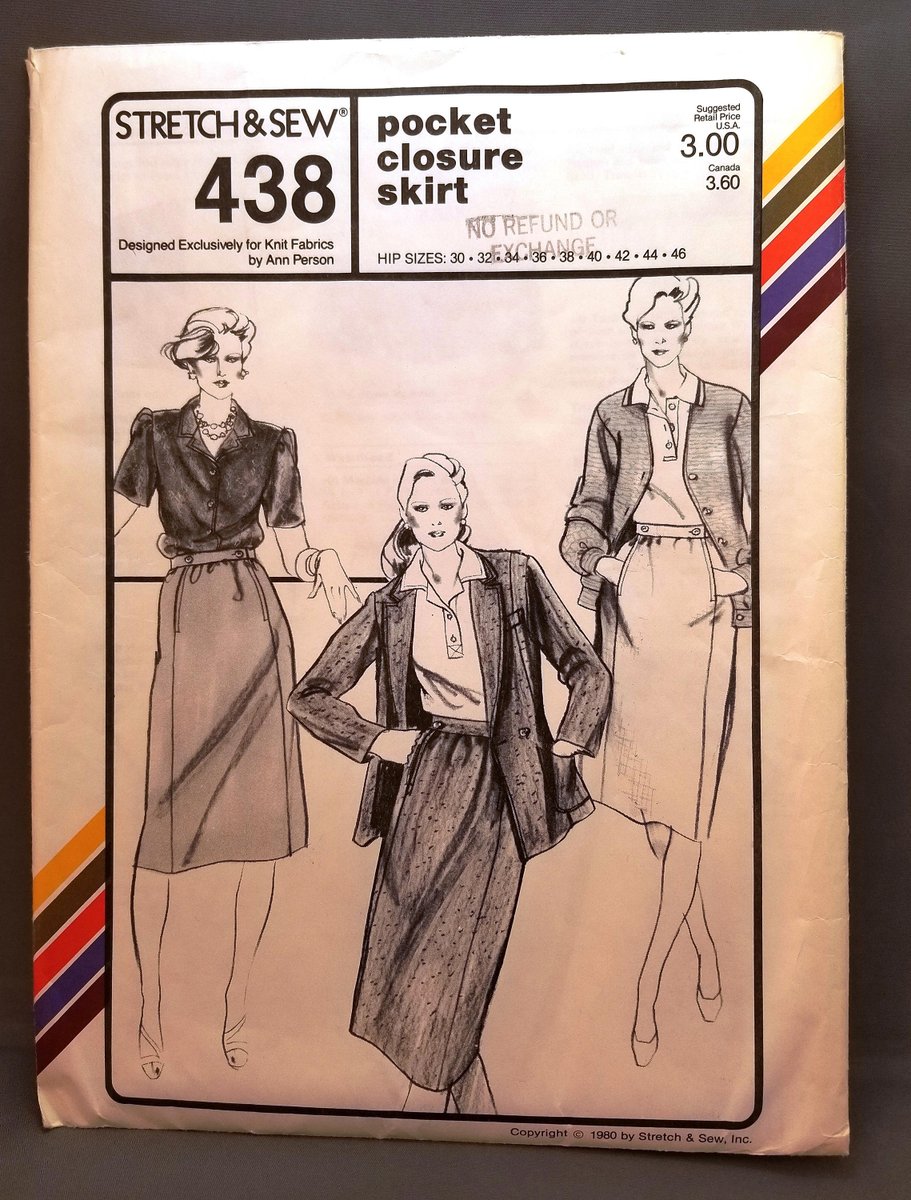 STRETCH & SEW®
438
Designed Exclusively for Knit Fabrics
by Ann Person
pocket
closure
skirt
Suggested
Retail Price
U.S.A.
3.00
Canada
3.60
NO REFUND OR
EXCHANGE
HIP SIZES: 30 • 32 • 34 • 36 • 38 • 40 • 42 • 44 • 46
Copyright © 1980 by Stretch & Sew, Inc.